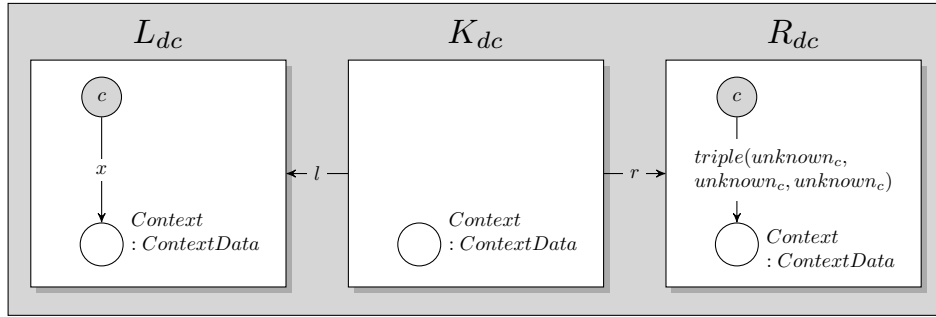 L_dc
K_dc
R_dc
c
x
Context
: ContextData
l
Context
: ContextData
r
c
triple(unknown_c,
unknown_c, unknown_c)
Context
: ContextData